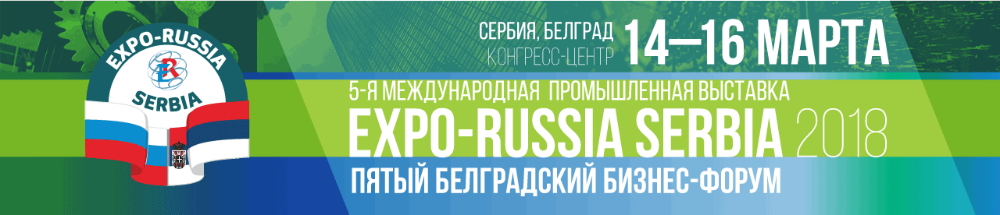 EXPO-RUSSIA
ER
SERBIA
СЕРБИЯ, БЕЛГРАД
КОНГРЕСС-ЦЕНТР
14–16 МАРТА
5-Я МЕЖДУНАРОДНАЯ ПРОМЫШЛЕННАЯ ВЫСТАВКА
EXPO-RUSSIA SERBIA 2018
ПЯТЫЙ БЕЛГРАДСКИЙ БИЗНЕС-ФОРУМ